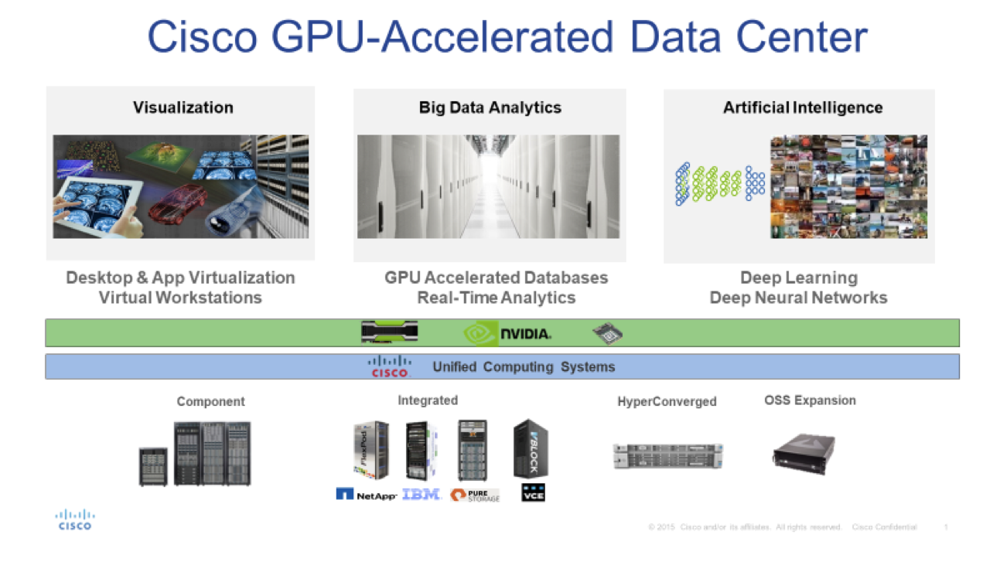 Cisco GPU-Accelerated Data Center
Visualization
Big Data Analytics
Artificial Intelligence
Desktop & App Virtualization
Virtual Workstations
GPU Accelerated Databases
Real-Time Analytics
Deep Learning
Deep Neural Networks
NVIDIA.
CISCO
Unified Computing Systems
Component
Integrated
HyperConverged
OSS Expansion
FlexPod
VBLOCK
NetApp
IBM
PURE
STORAGE
VCE
CISCO
© 2015 Cisco and/or its affiliates. All rights reserved. Cisco Confidential 1